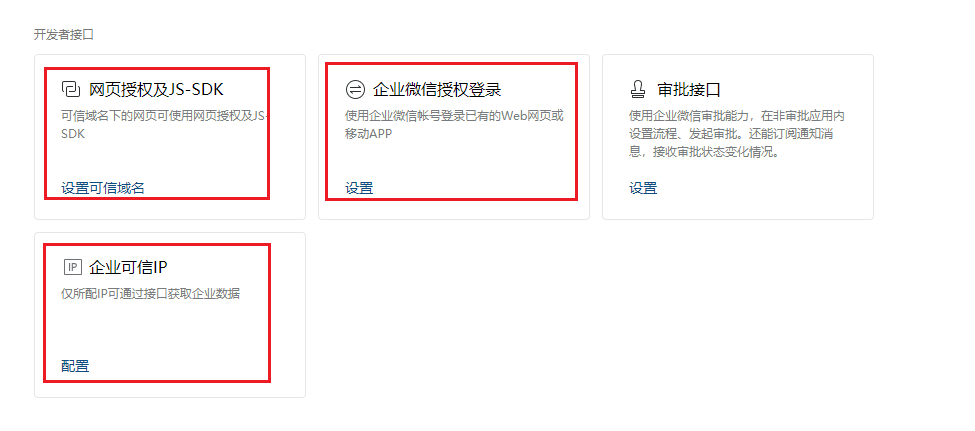 开发者接口
网页授权及JS-SDK
可信域名下的网页可使用网页授权及JS-
SDK
设置可信域名
企业微信授权登录
使用企业微信帐号登录已有的Web网页或
移动APP
设置
审批接口
使用企业微信审批能力，在非审批应用内
设置流程、发起审批。还能订阅通知消
息，接收审批状态变化情况。
设置
IP 企业可信IP
仅所配IP可通过接口获取企业数据
配置